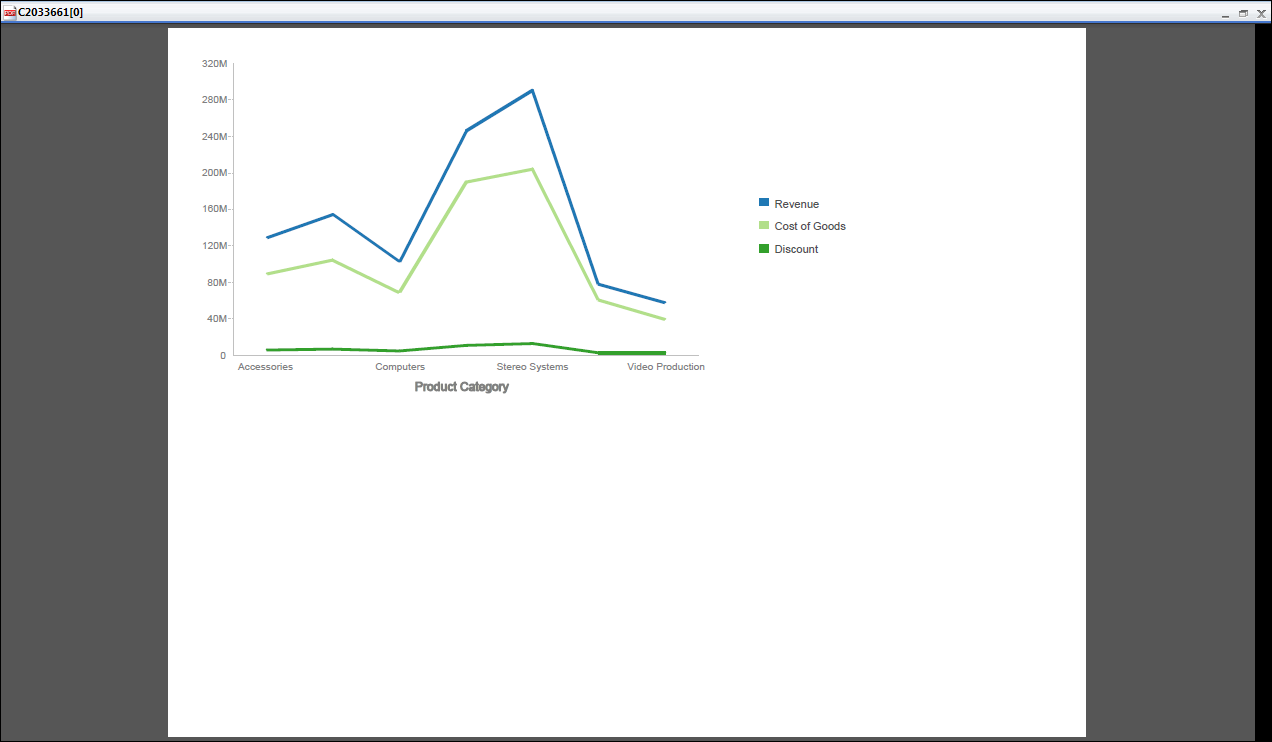 C2033661[0]
320M
280M
240M
200M
160M
120M
80M
40M
0
Accessories Computers Stereo Systems Video Production
Product Category
Revenue
Cost of Goods
Discount